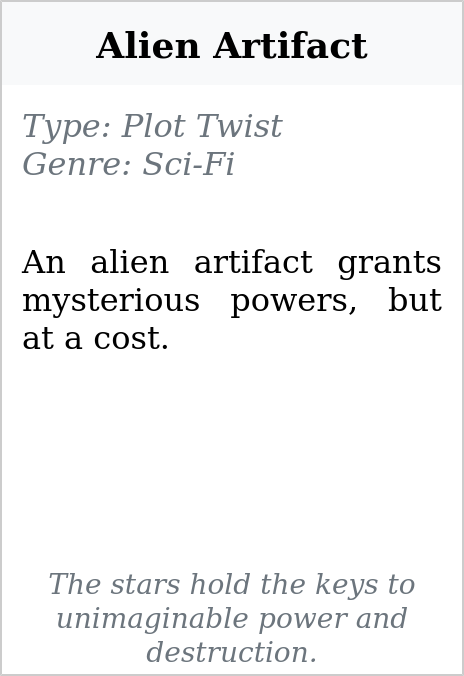 Alien Artifact
Type: Plot Twist
Genre: Sci-Fi
An alien artifact grants
mysterious powers, but
at a cost.
The stars hold the keys to
unimaginable power and
destruction.